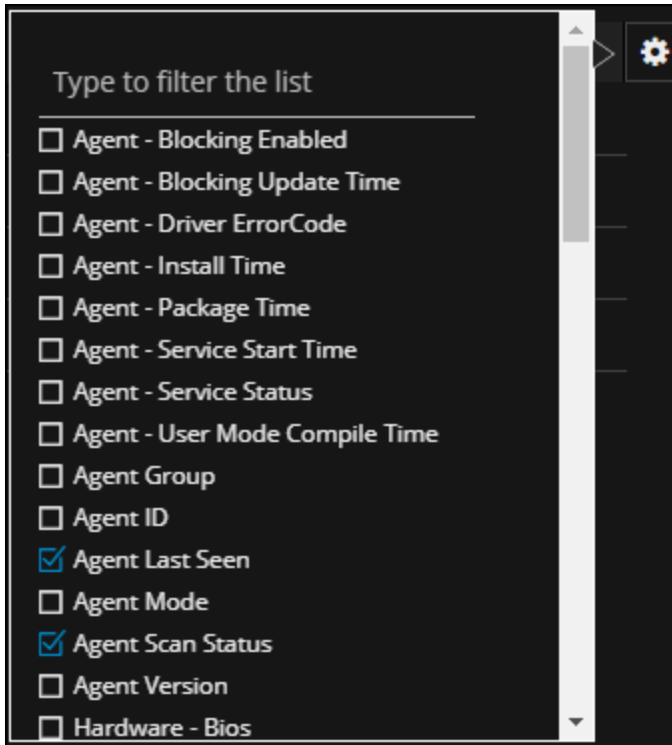 Type to filter the list
Agent - Blocking Enabled
Agent - Blocking Update Time
Agent - Driver ErrorCode
Agent - Install Time
Agent - Package Time
Agent - Service Start Time
Agent - Service Status
Agent - User Mode Compile Time
Agent Group
Agent ID
Agent Last Seen
Agent Mode
Agent Scan Status
Agent Version
Hardware - Bios